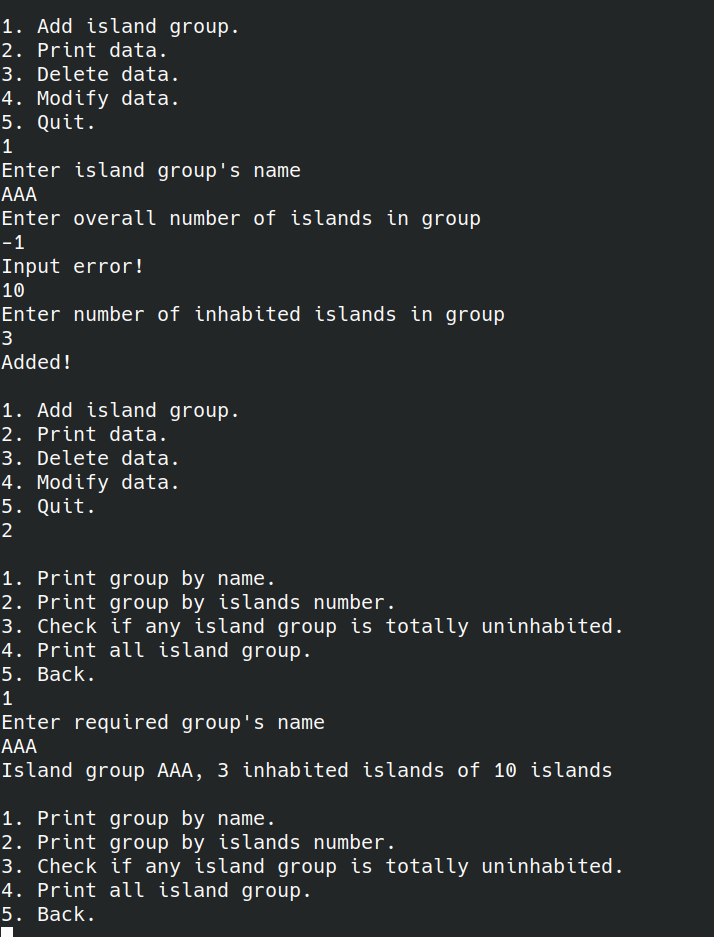 1. Add island group.
2. Print data.
3. Delete data.
4. Modify data.
5. Quit.
1
Enter island group's name
AAA
Enter overall number of islands in group
-1
Input error!
10
Enter number of inhabited islands in group
3
Added!
1. Add island group.
2. Print data.
3. Delete data.
4. Modify data.
5. Quit.
2
1. Print group by name.
2. Print group by islands number.
3. Check if any island group is totally uninhabited.
4. Print all island group.
5. Back.
1
Enter required group's name
AAA
Island group AAA, 3 inhabited islands of 10 islands
1. Print group by name.
2. Print group by islands number.
3. Check if any island group is totally uninhabited.
4. Print all island group.
5. Back.